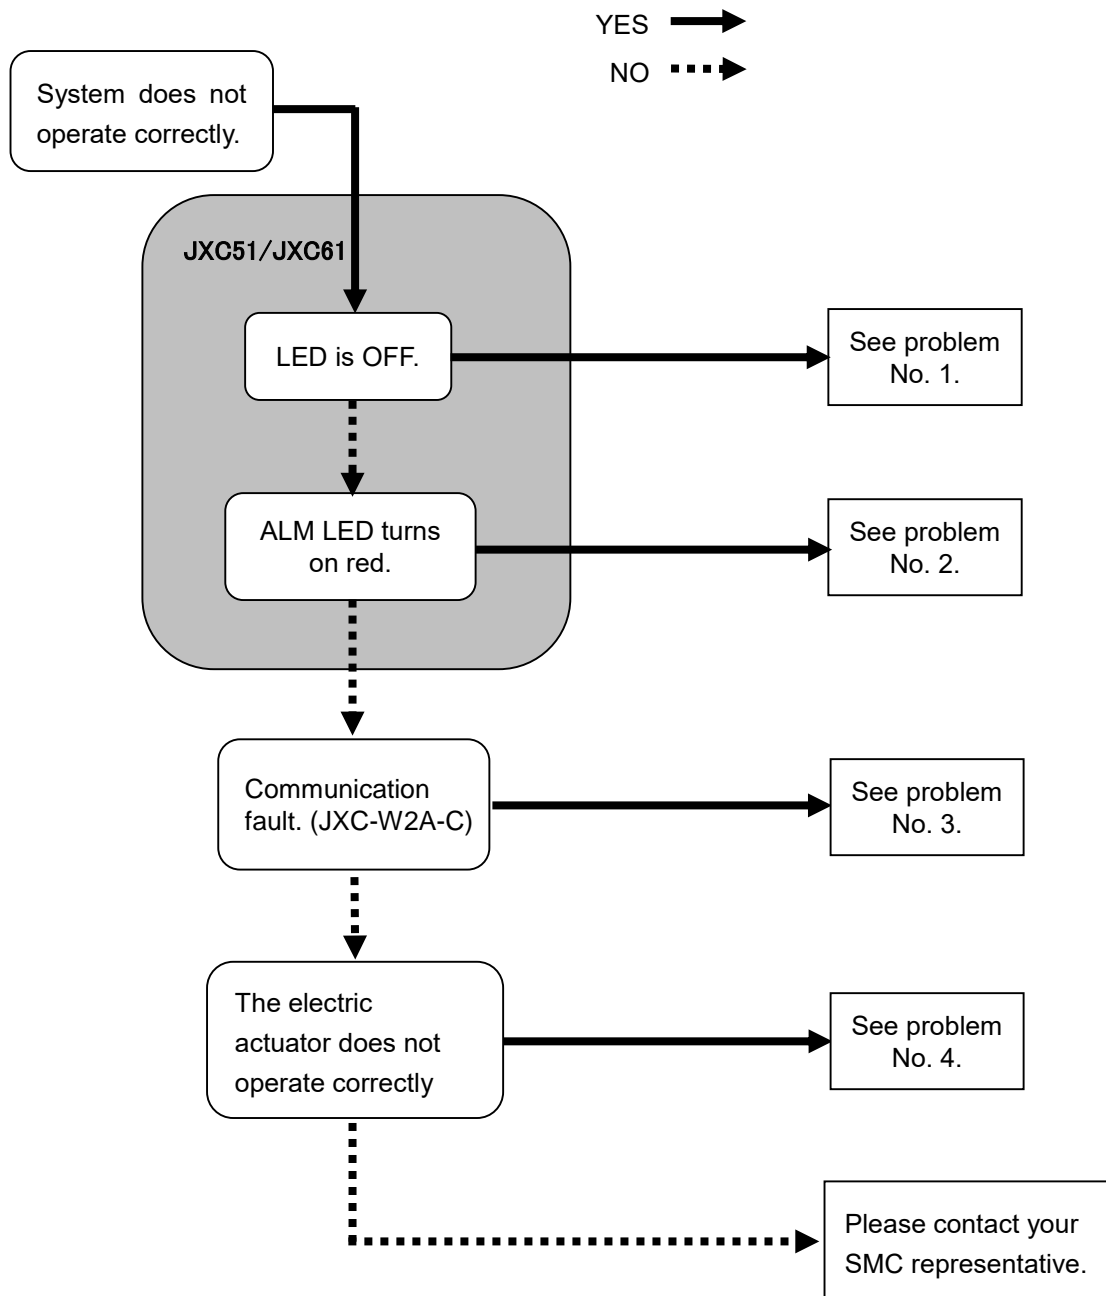 YES
NO
System does not
operate correctly.
JXC51/JXC61
LED is OFF.
See problem
No. 1.
ALM LED turns
on red.
See problem
No. 2.
Communication
fault. (JXC-W2A-C)
See problem
No. 3.
The electric
actuator does not
operate correctly
See problem
No. 4.
Please contact your
SMC representative.